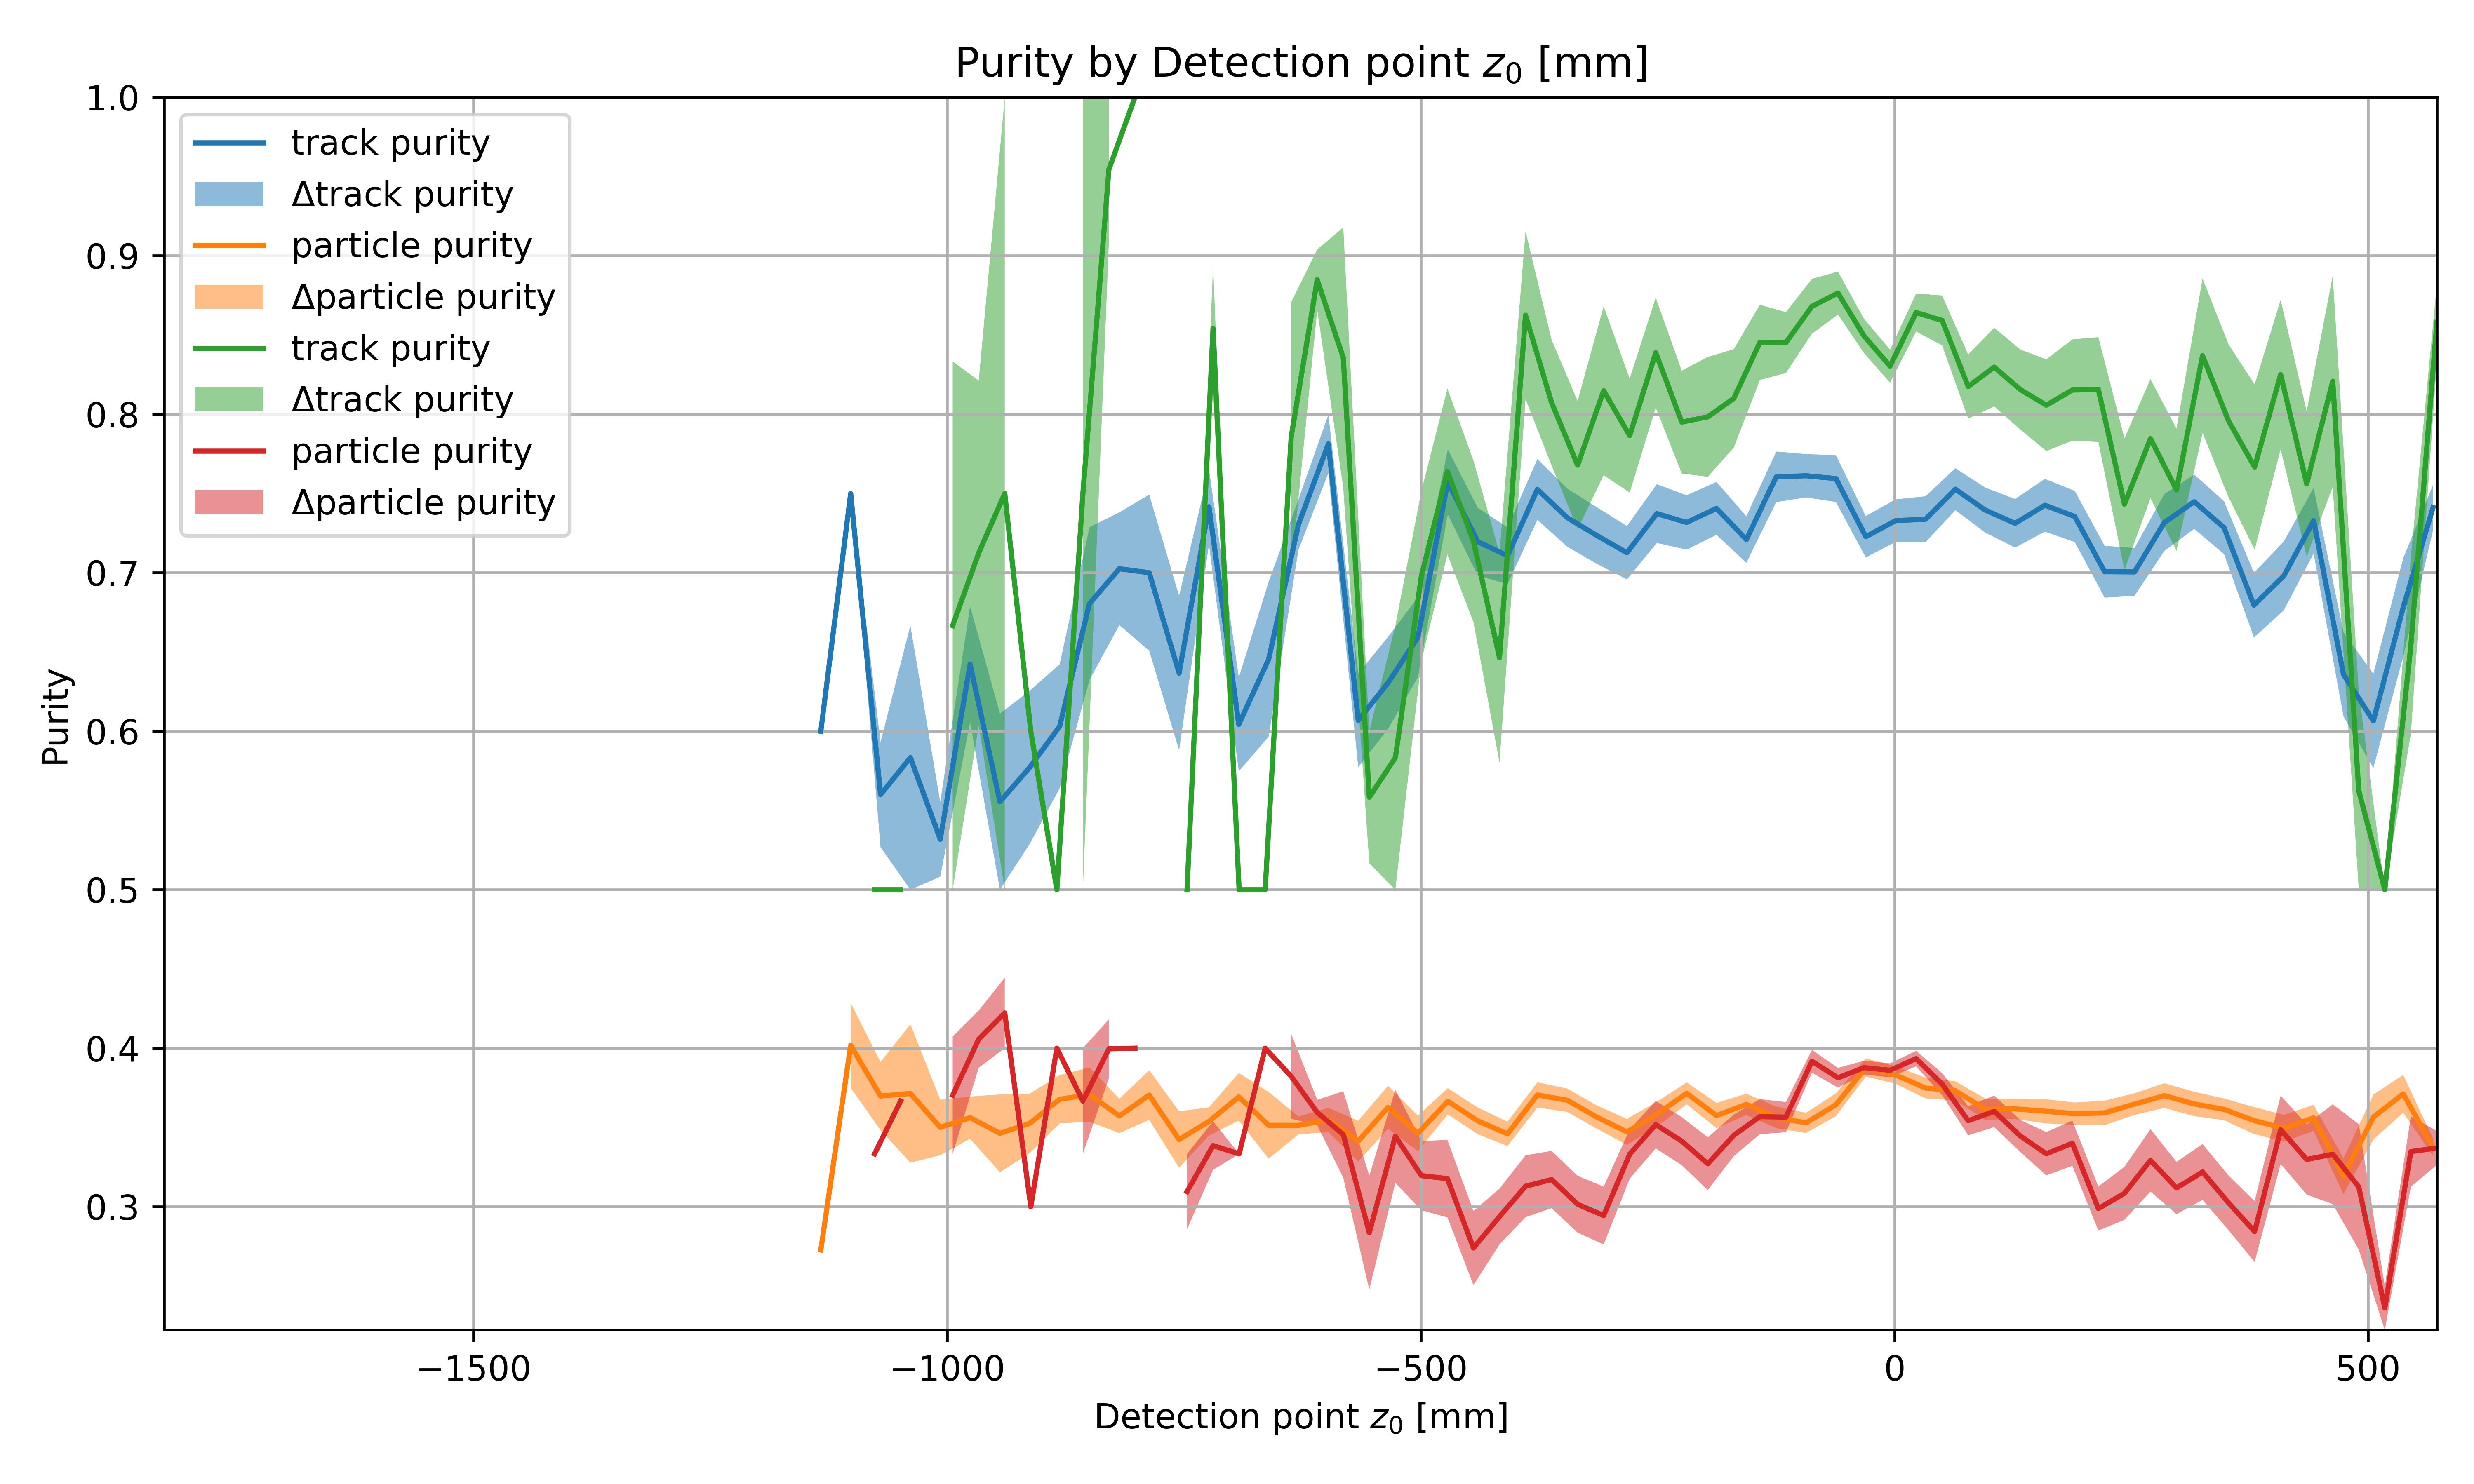 Purity by Detection point z₀ [mm]
1.0
0.9
0.8
0.7
0.6
0.5
0.4
0.3
Purity
track purity
Δtrack purity
particle purity
Δparticle purity
track purity
Δtrack purity
particle purity
Δparticle purity
−1500 −1000 −500 0 500
Detection point z₀ [mm]